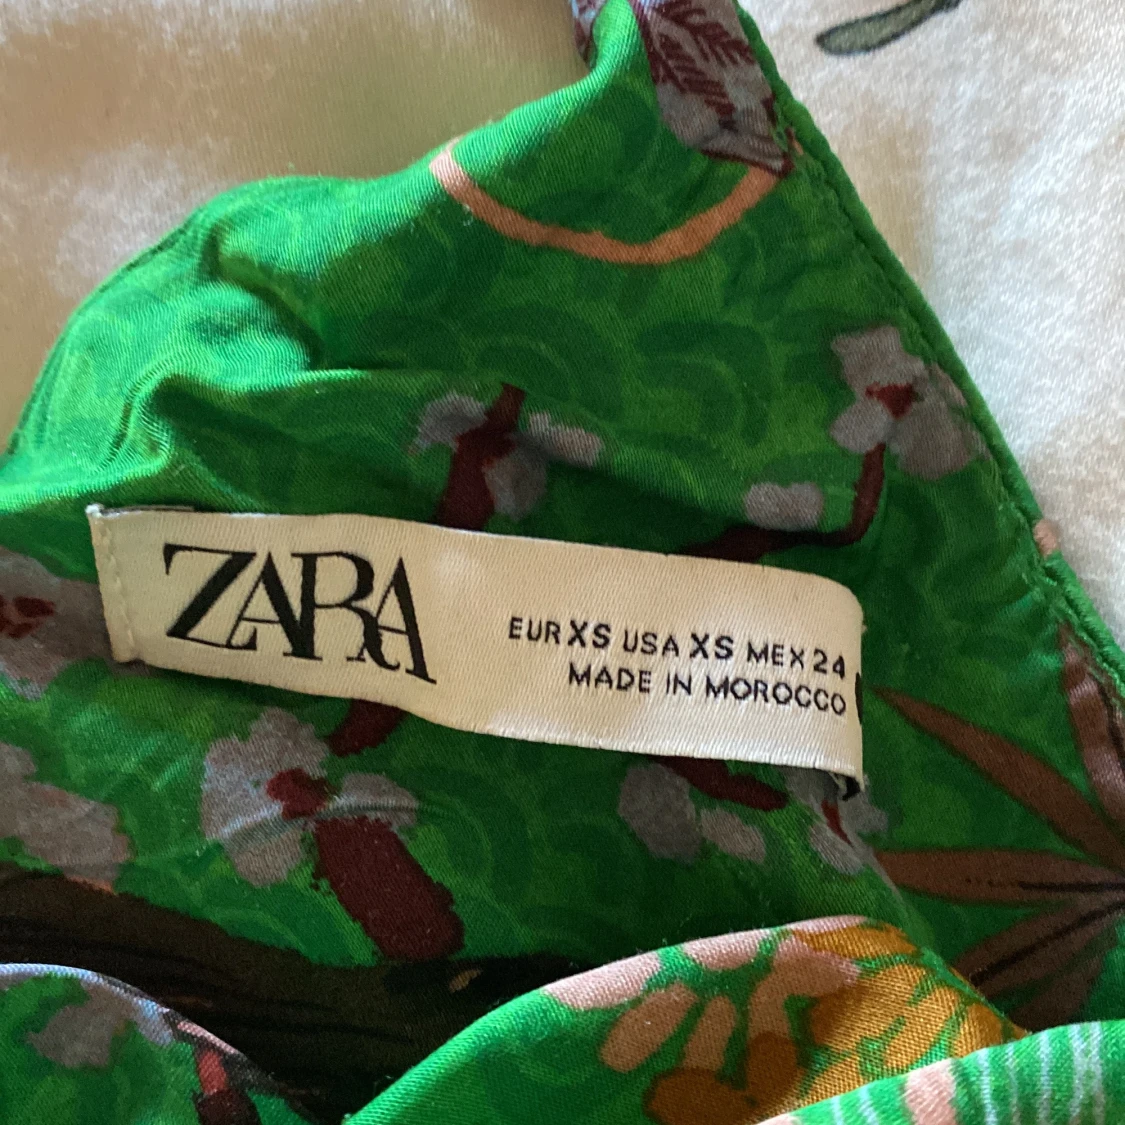 ZARA
EUR XS USA XS MEX 24
MADE IN MOROCCO